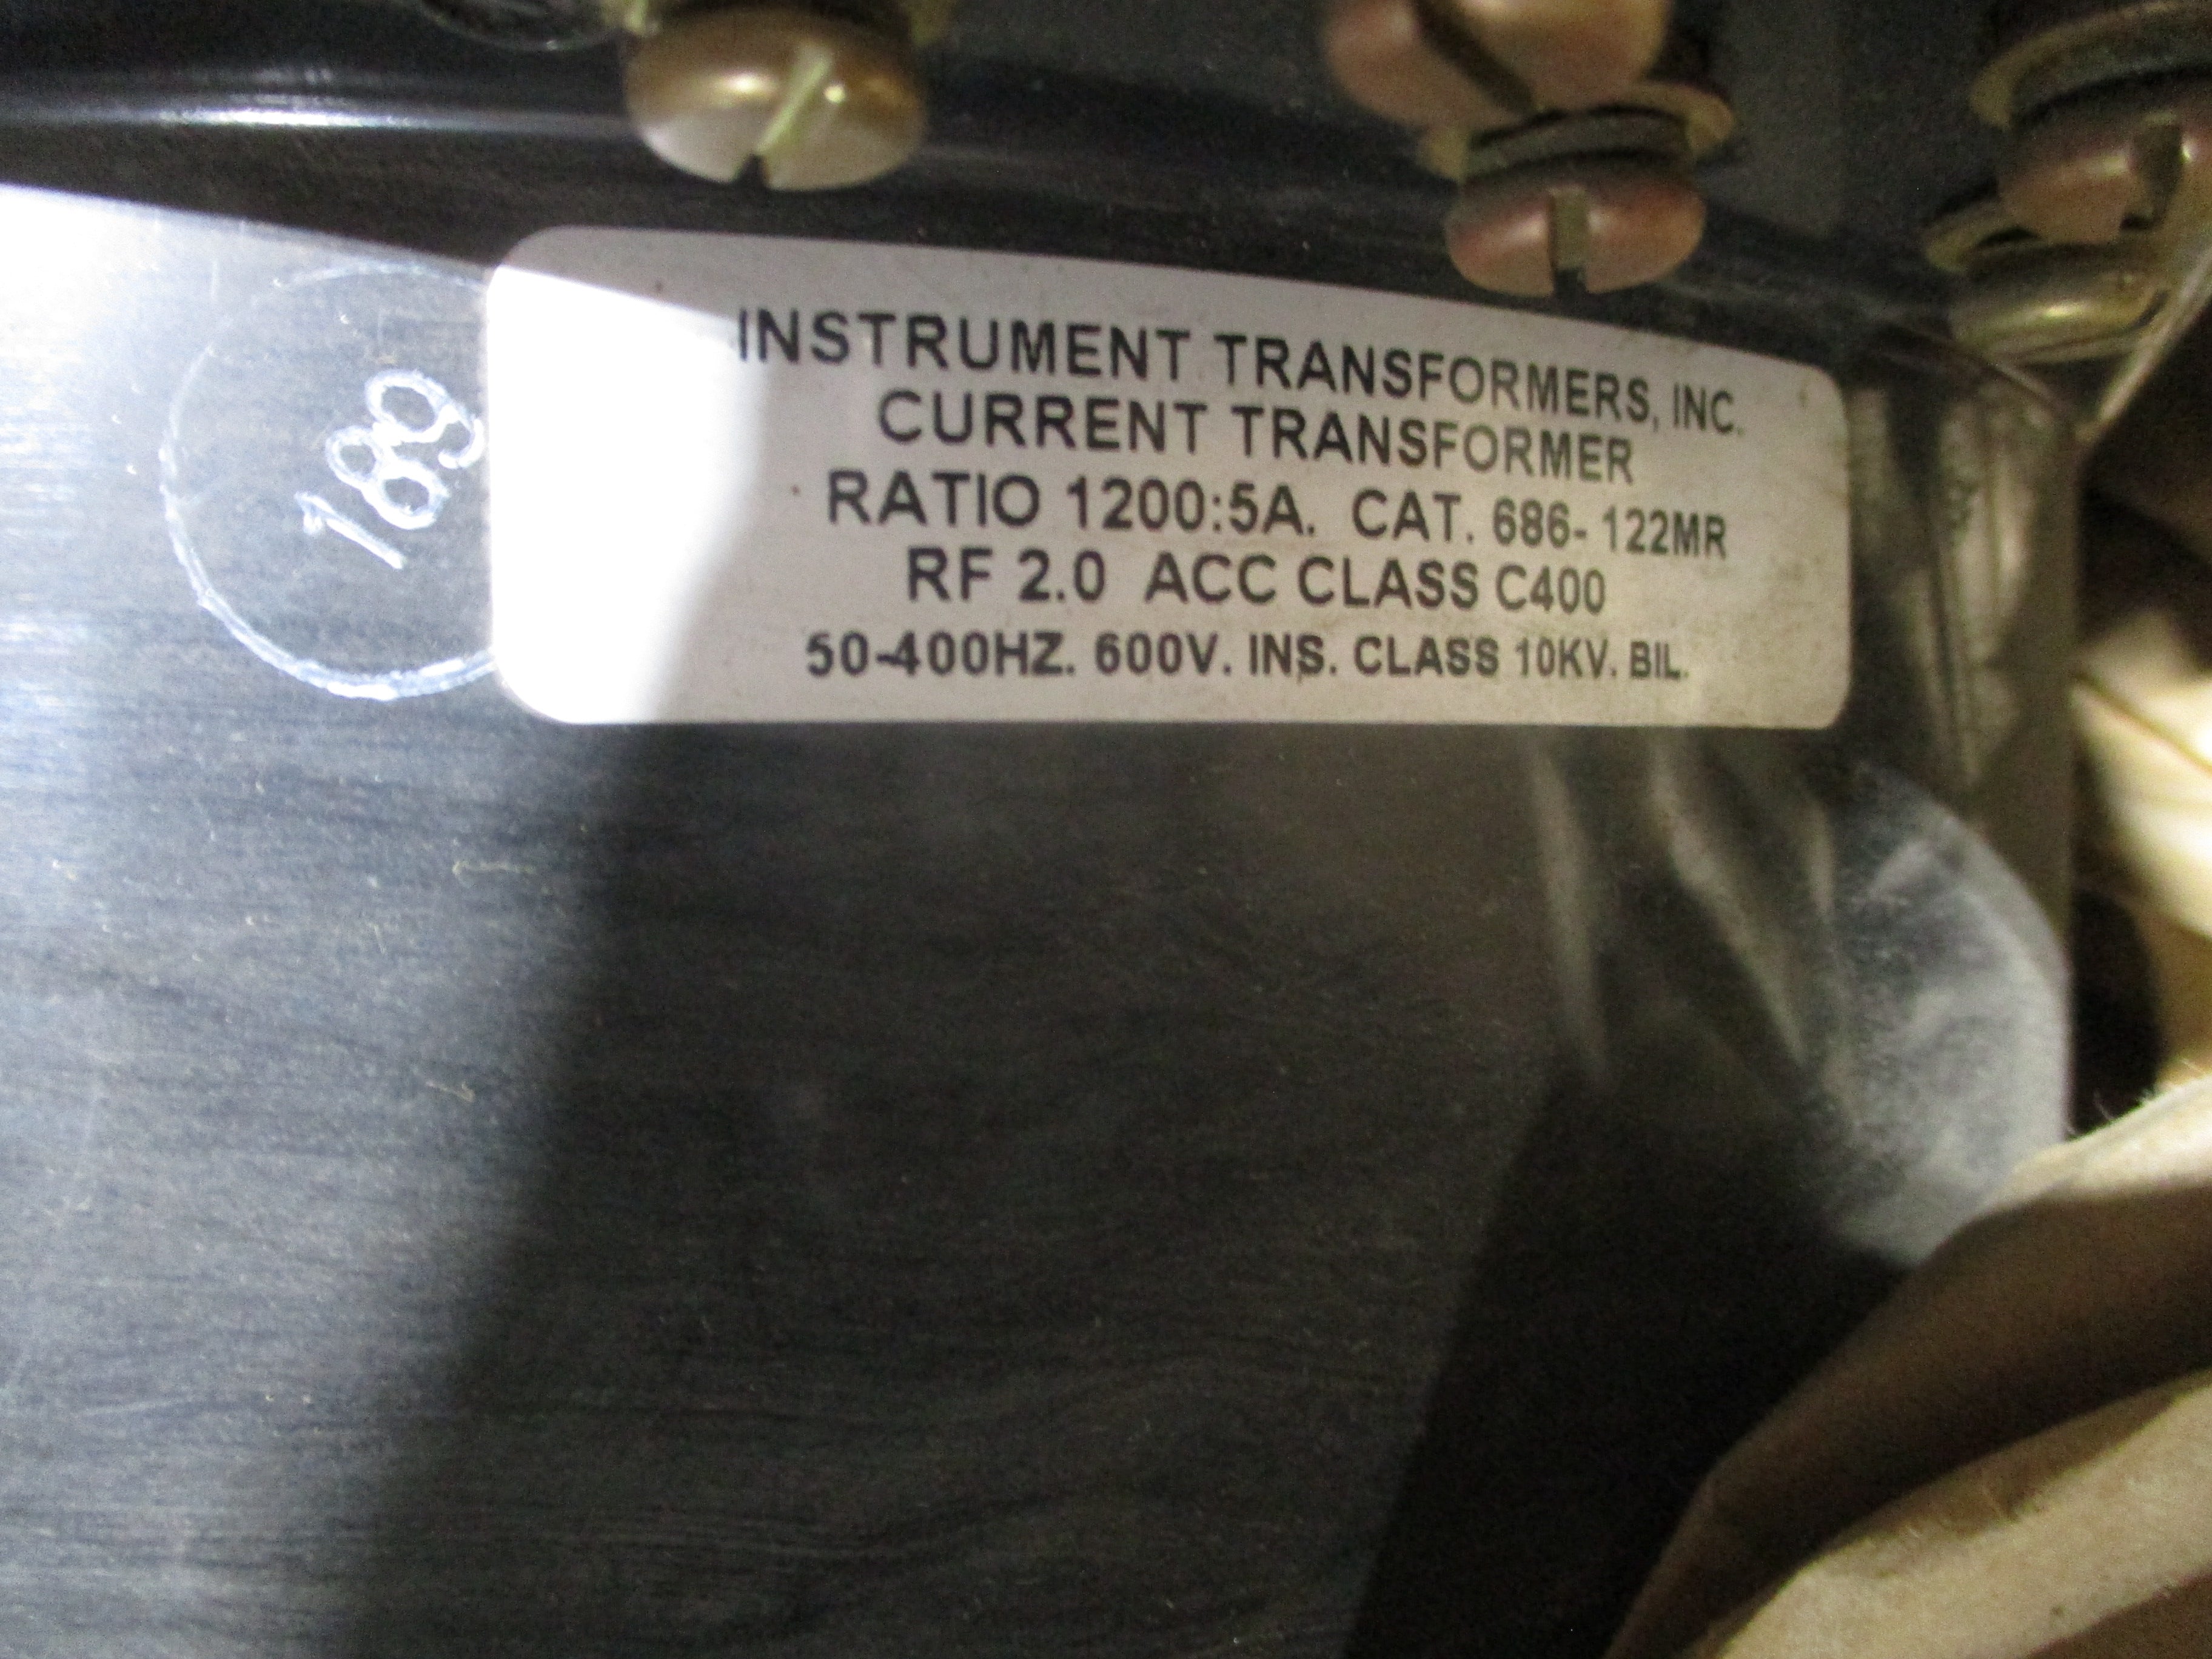 INSTRUMENT TRANSFORMERS, INC.
CURRENT TRANSFORMER
RATIO 1200:5A. CAT. 686-122MR
RF 2.0 ACC CLASS C400
50-400HZ. 600V. INS. CLASS 10KV. BIL.
189